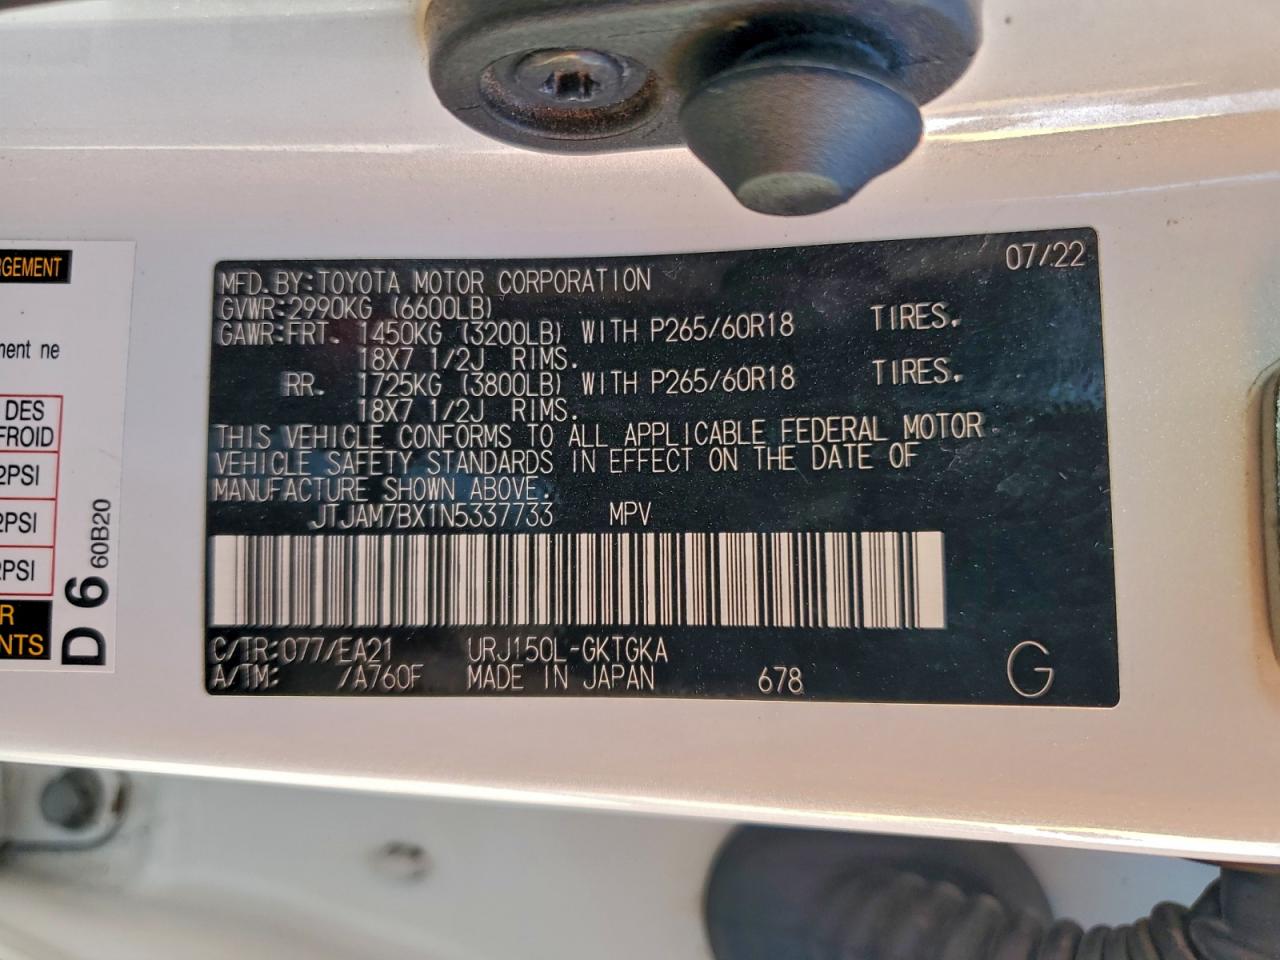 07/22
MFD.BY:TOYOTA MOTOR CORPORATION
GVWR:2990KG (6600LB)
GAWR:FRT. 1450KG (3200LB) WITH P265/60R18 TIRES.
18X7 1/2J RIMS.
RR. 1725KG (3800LB) WITH P265/60R18 TIRES.
18X7 1/2J RIMS.
THIS VEHICLE CONFORMS TO ALL APPLICABLE FEDERAL MOTOR
VEHICLE SAFETY STANDARDS IN EFFECT ON THE DATE OF
MANUFACTURE SHOWN ABOVE.
JTJAM7BX1N5337733 MPV
C/TR:077/EA21 URJ150L-GKTGKA
A/TM: /A760F MADE IN JAPAN 678 G
RGEMENT
ment ne
DES
FROID
2PSI
2PSI
2PSI
R
NTS
D 6 60B20